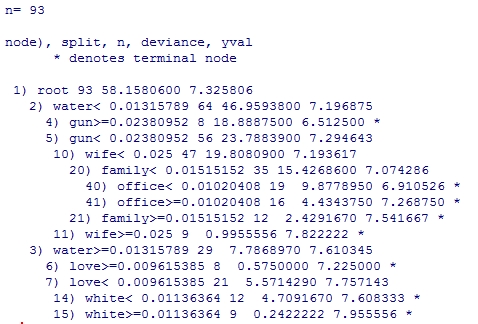 n= 93
node), split, n, deviance, yval
* denotes terminal node
1) root 93 58.1580600 7.325806
2) water< 0.01315789 64 46.9593800 7.196875
4) gun>=0.02380952 8 18.8887500 6.512500 *
5) gun< 0.02380952 56 23.7883900 7.294643
10) wife< 0.025 47 19.8080900 7.193617
20) family< 0.01515152 35 15.4268600 7.074286
40) office< 0.01020408 19 9.8778950 6.910526 *
41) office>=0.01020408 16 4.4343750 7.268750 *
21) family>=0.01515152 12 2.4291670 7.541667 *
11) wife>=0.025 9 0.9955556 7.822222 *
3) water>=0.01315789 29 7.7868970 7.610345
6) love>=0.009615385 8 0.5750000 7.225000 *
7) love< 0.009615385 21 5.5714290 7.757143
14) white< 0.01136364 12 4.7091670 7.608333 *
15) white>=0.01136364 9 0.2422222 7.955556 *